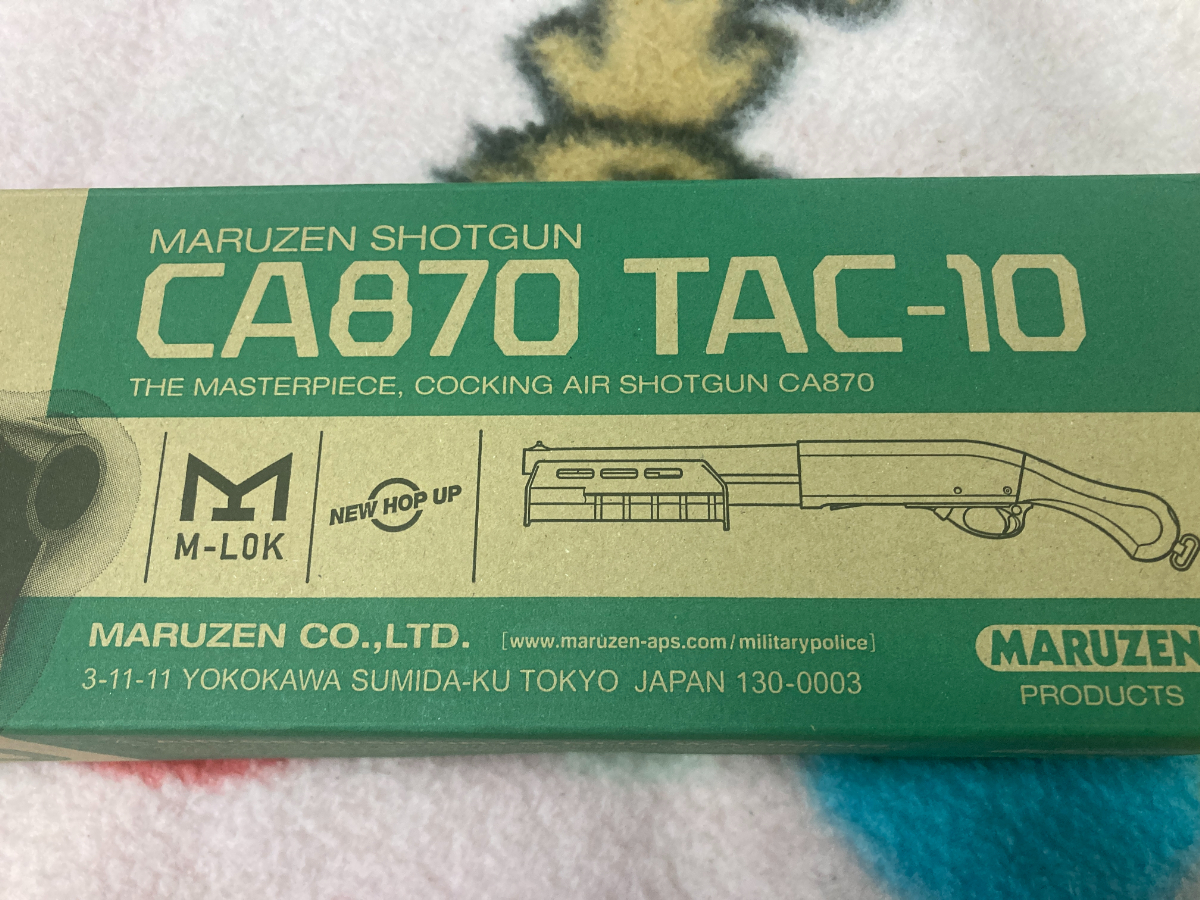 MARUZEN SHOTGUN
CA870 TAC-10
THE MASTERPIECE, COCKING AIR SHOTGUN CA870
M-LOK
NEW HOP UP
MARUZEN CO.,LTD. [www.maruzen-aps.com/militarypolice]
3-11-11 YOKOKAWA SUMIDA-KU TOKYO JAPAN 130-0003
MARUZEN
PRODUCTS